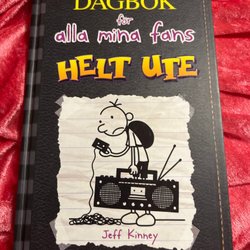 DAGBOK
för
alla mina fans
HELT UTE
Jeff Kinney